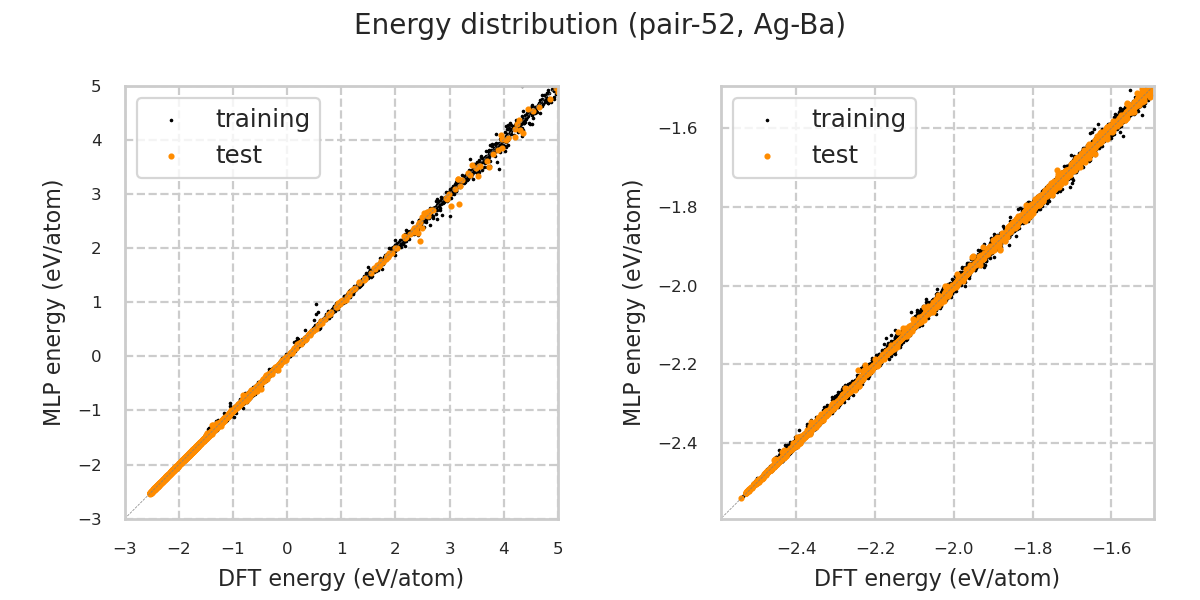 Energy distribution (pair-52, Ag-Ba)
MLP energy (eV/atom)
5
4
3
2
1
0
−1
−2
−3
training
test
−3 −2 −1 0 1 2 3 4 5
DFT energy (eV/atom)
MLP energy (eV/atom)
−1.6
−1.8
−2.0
−2.2
−2.4
training
test
−2.4 −2.2 −2.0 −1.8 −1.6
DFT energy (eV/atom)